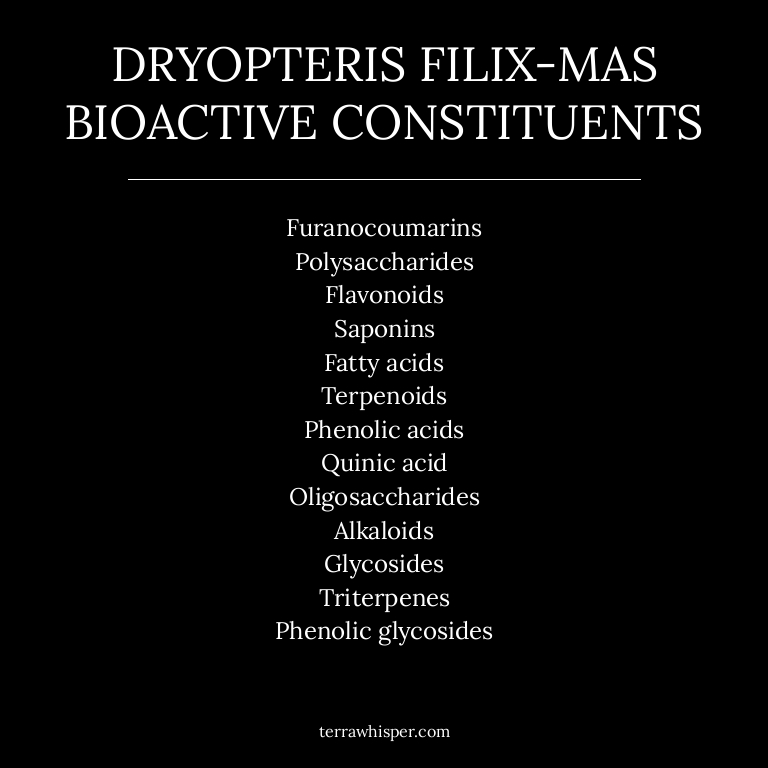 DRYOPTERIS FILIX-MAS
BIOACTIVE CONSTITUENTS
Furanocoumarins
Polysaccharides
Flavonoids
Saponins
Fatty acids
Terpenoids
Phenolic acids
Quinic acid
Oligosaccharides
Alkaloids
Glycosides
Triterpenes
Phenolic glycosides
terrawhisper.com